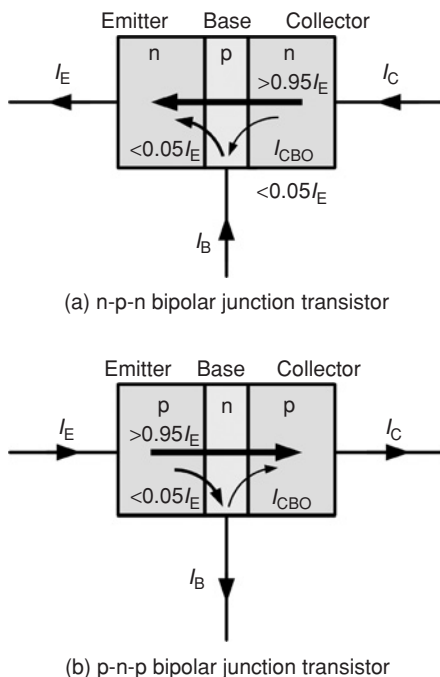 Emitter Base Collector
n p n
I_E >0.95I_E I_C
<0.05I_E I_CBO
<0.05I_E
I_B
(a) n-p-n bipolar junction transistor
Emitter Base Collector
p n p
I_E >0.95I_E I_C
<0.05I_E I_CBO
I_B
(b) p-n-p bipolar junction transistor